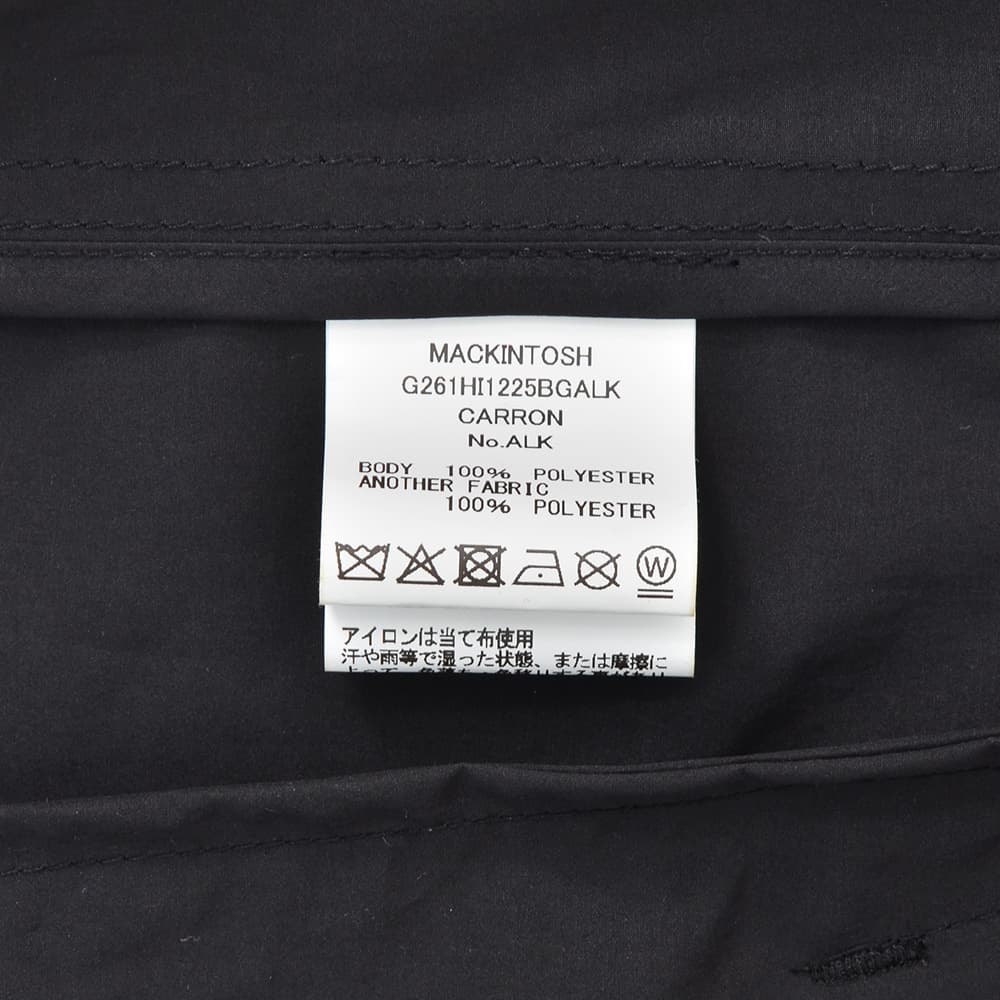 MACKINTOSH
G261HI1225BGALK
CARRON
No.ALK
BODY 100% POLYESTER
ANOTHER FABRIC
100% POLYESTER
W
アイロンは当て布使用
汗や雨等で湿った状態、または摩擦に